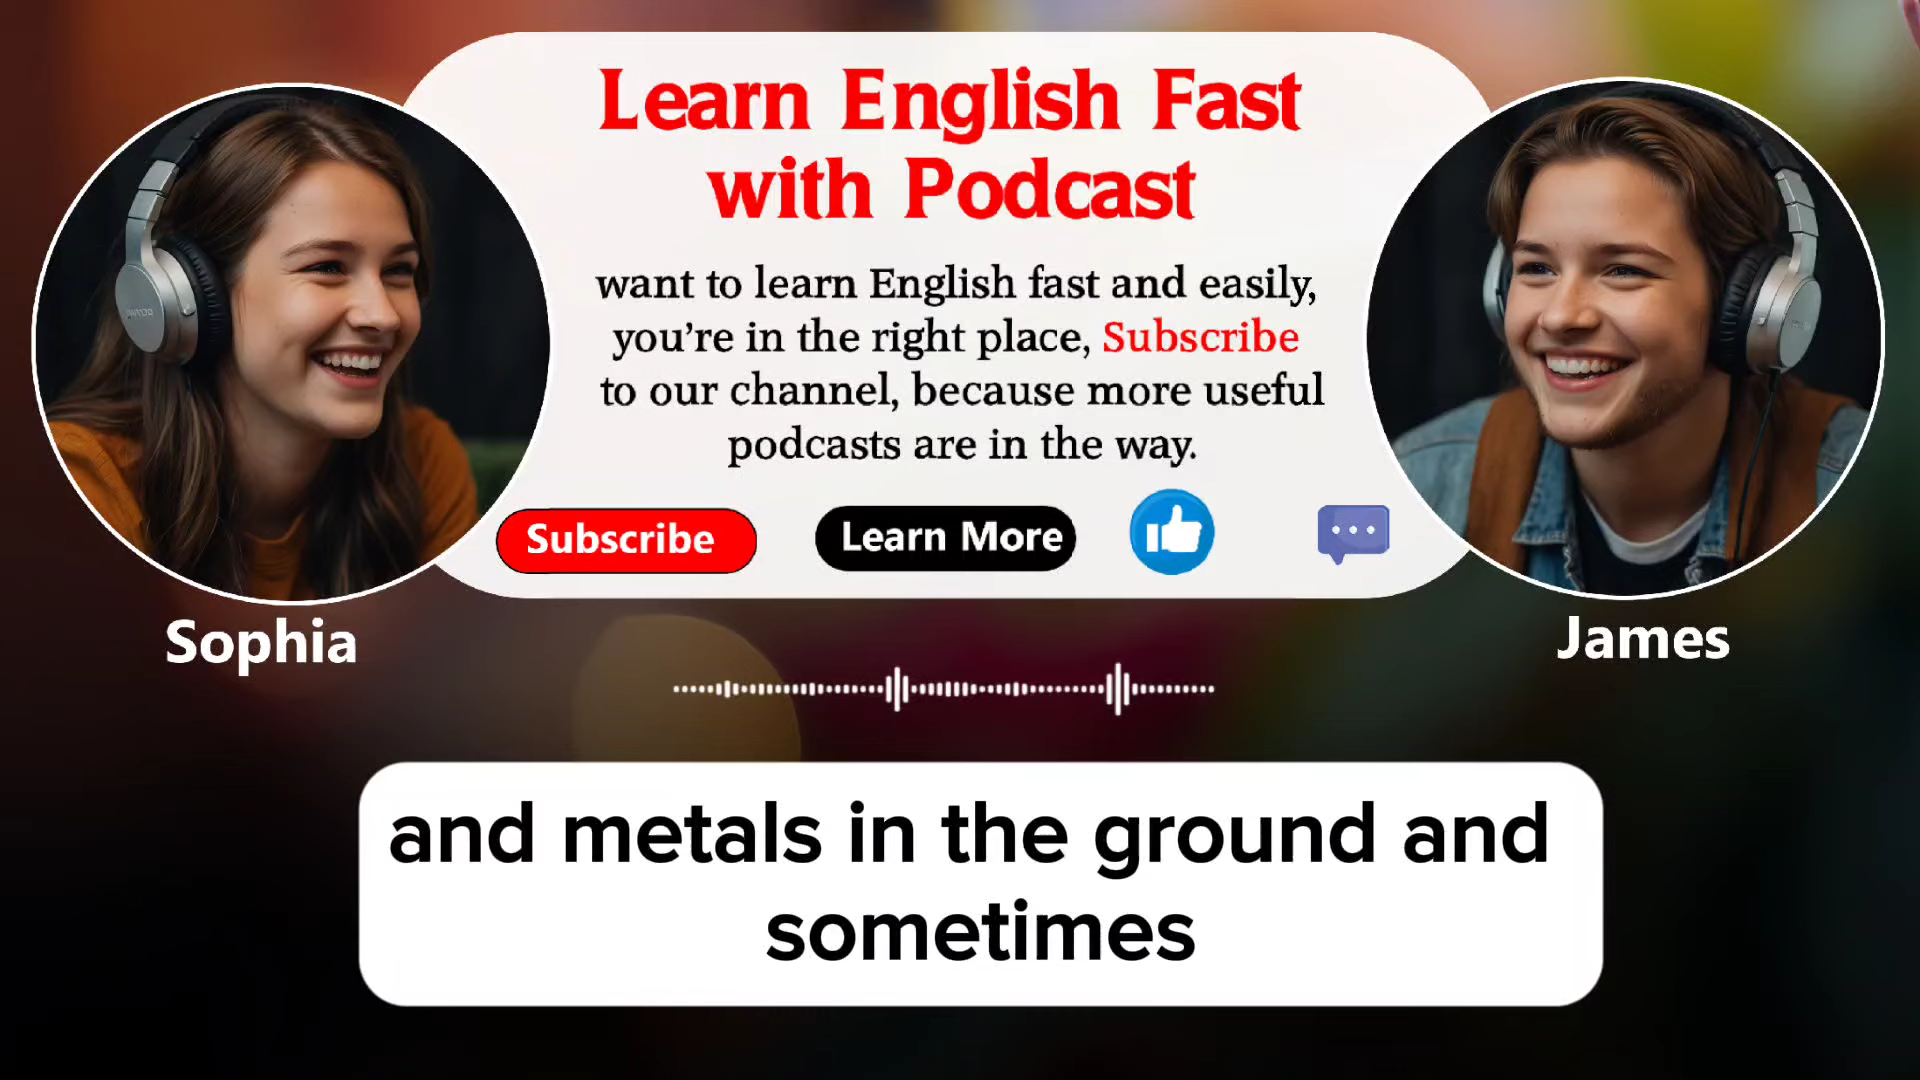 Learn English Fast
with Podcast
want to learn English fast and easily,
you're in the right place, Subscribe
to our channel, because more useful
podcasts are in the way.
Subscribe
Learn More
Sophia
James
and metals in the ground and
sometimes